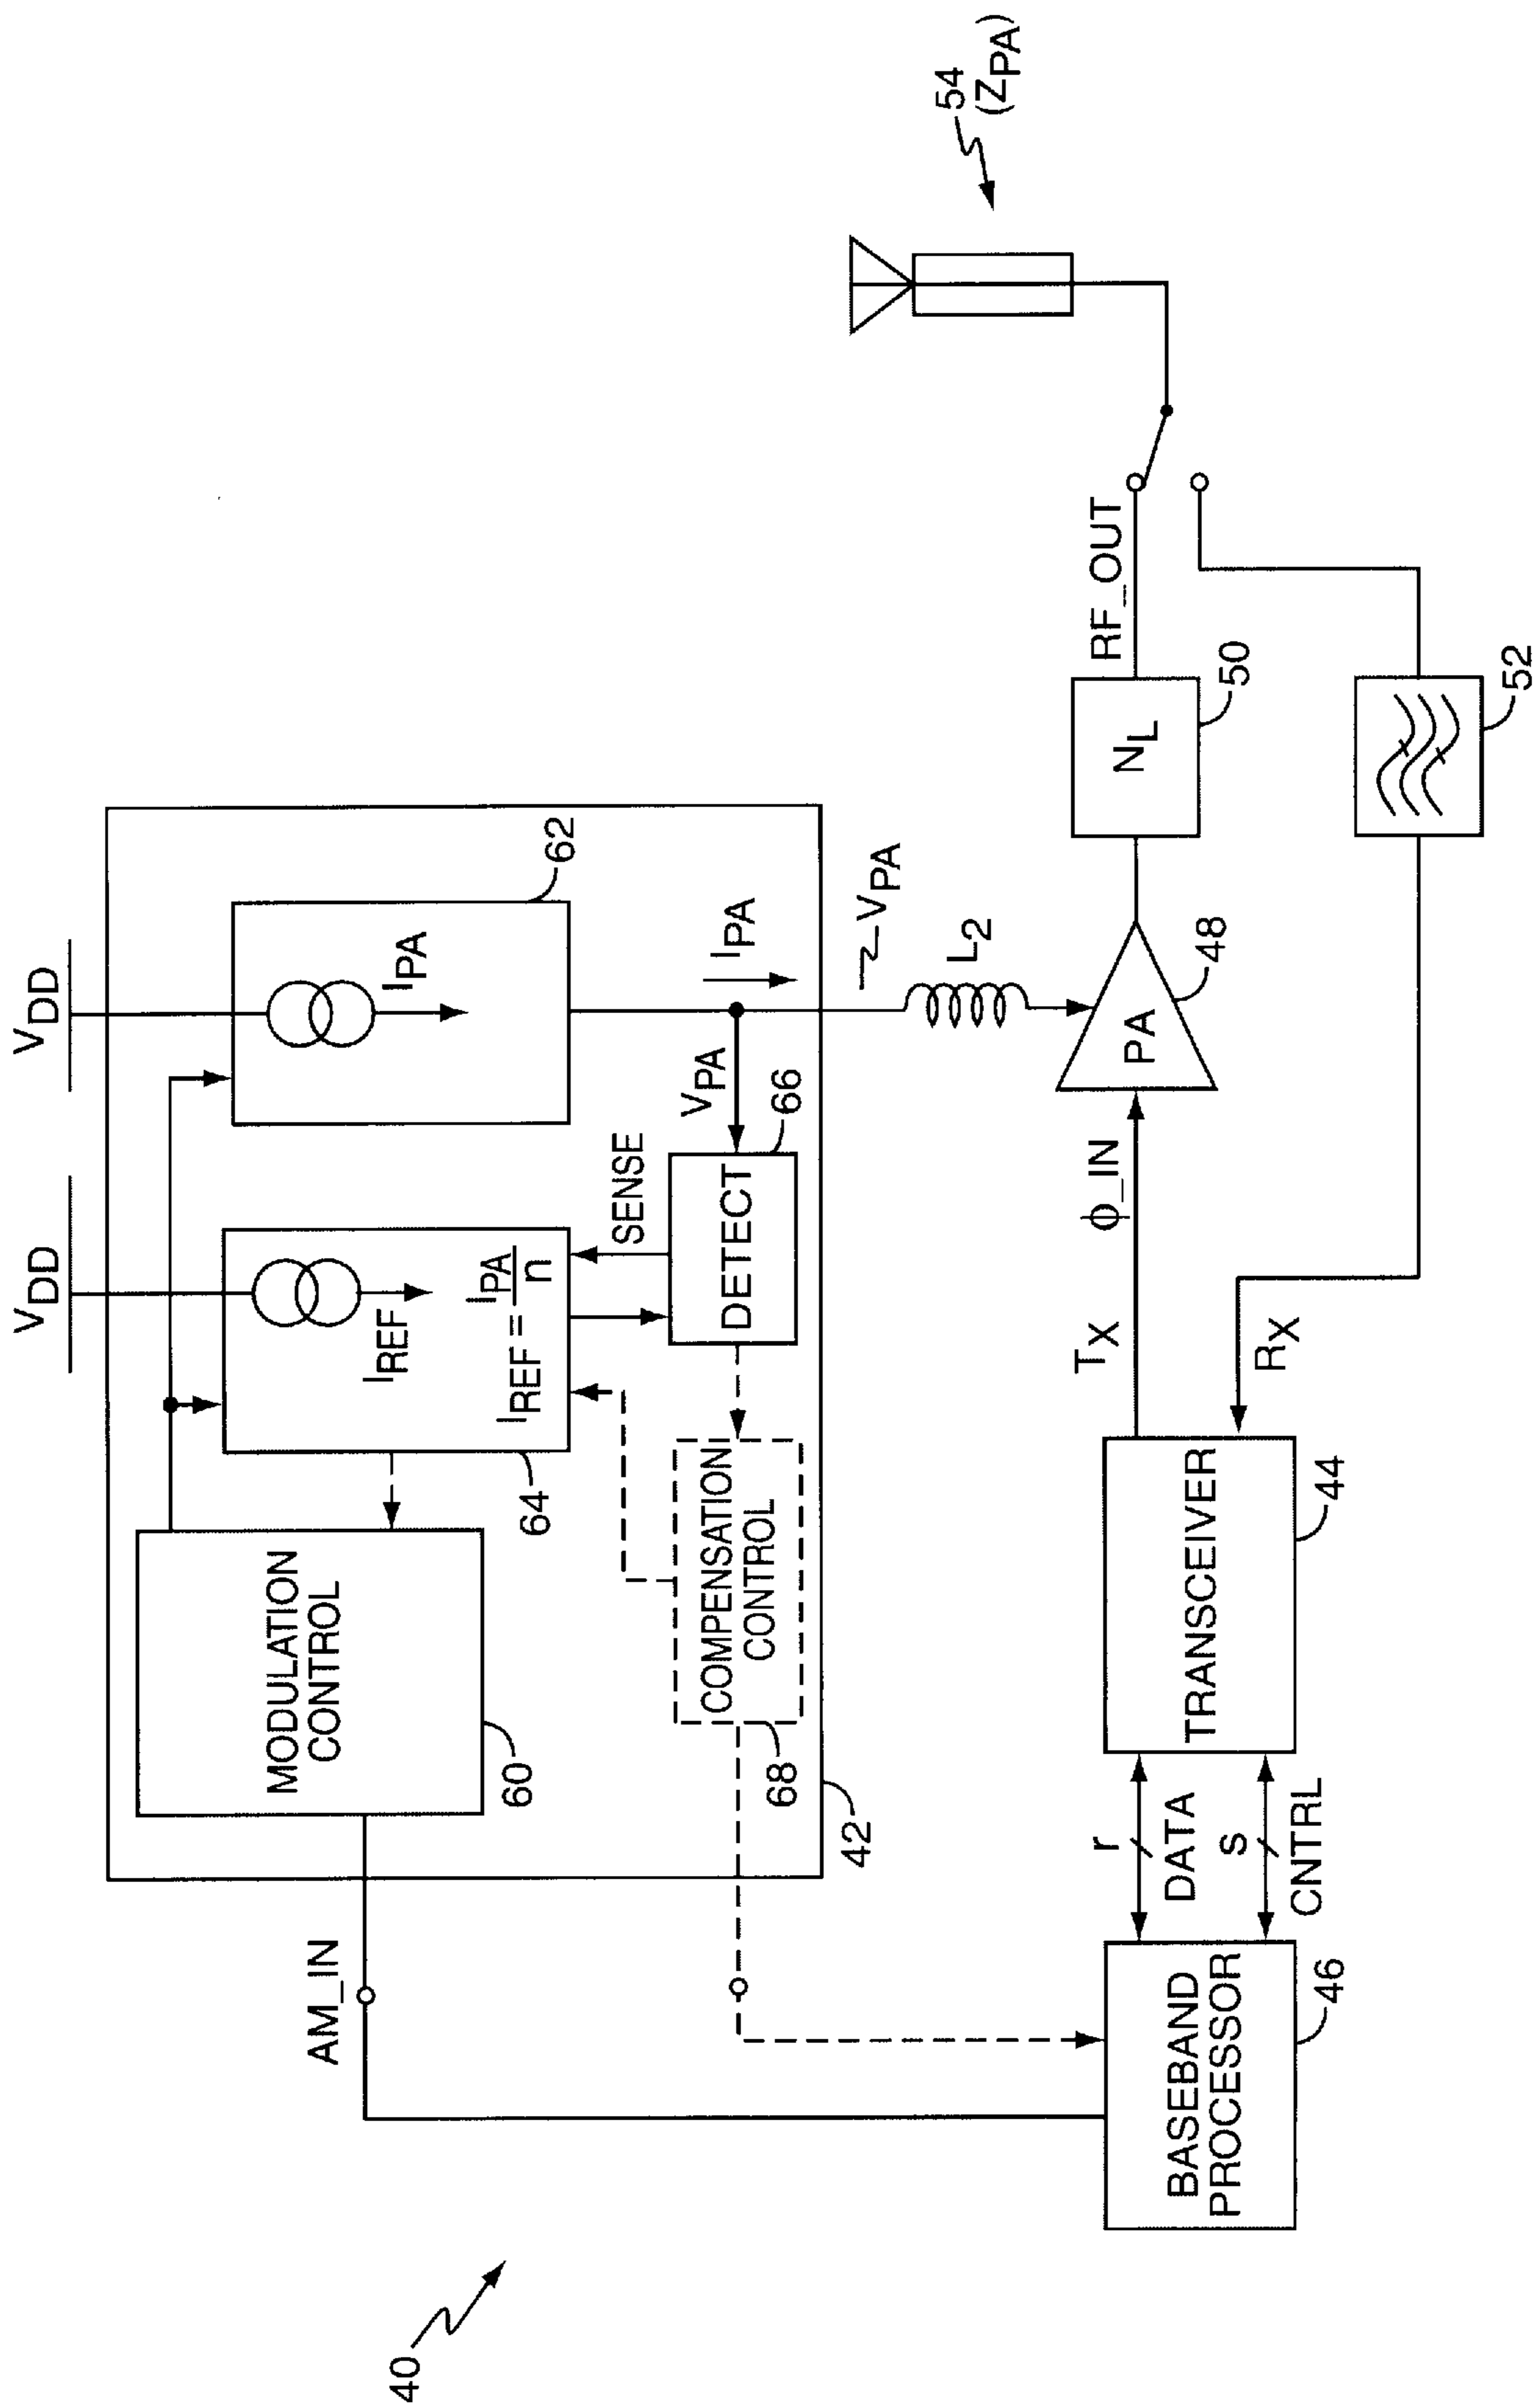 40
AM_IN
MODULATION
CONTROL
60
V_DD
V_DD
I_REF
I_REF = I_PA/n
64
I_PA
62
SENSE
V_PA
I_PA
DETECT
66
COMPENSATION
CONTROL
68
42
V_PA
L2
BASEBAND
PROCESSOR
46
r
DATA
s
CNTRL
TRANSCEIVER
44
T_X
ϕ_IN
R_X
PA
48
N_L
50
RF_OUT
52
54
(Z_PA)